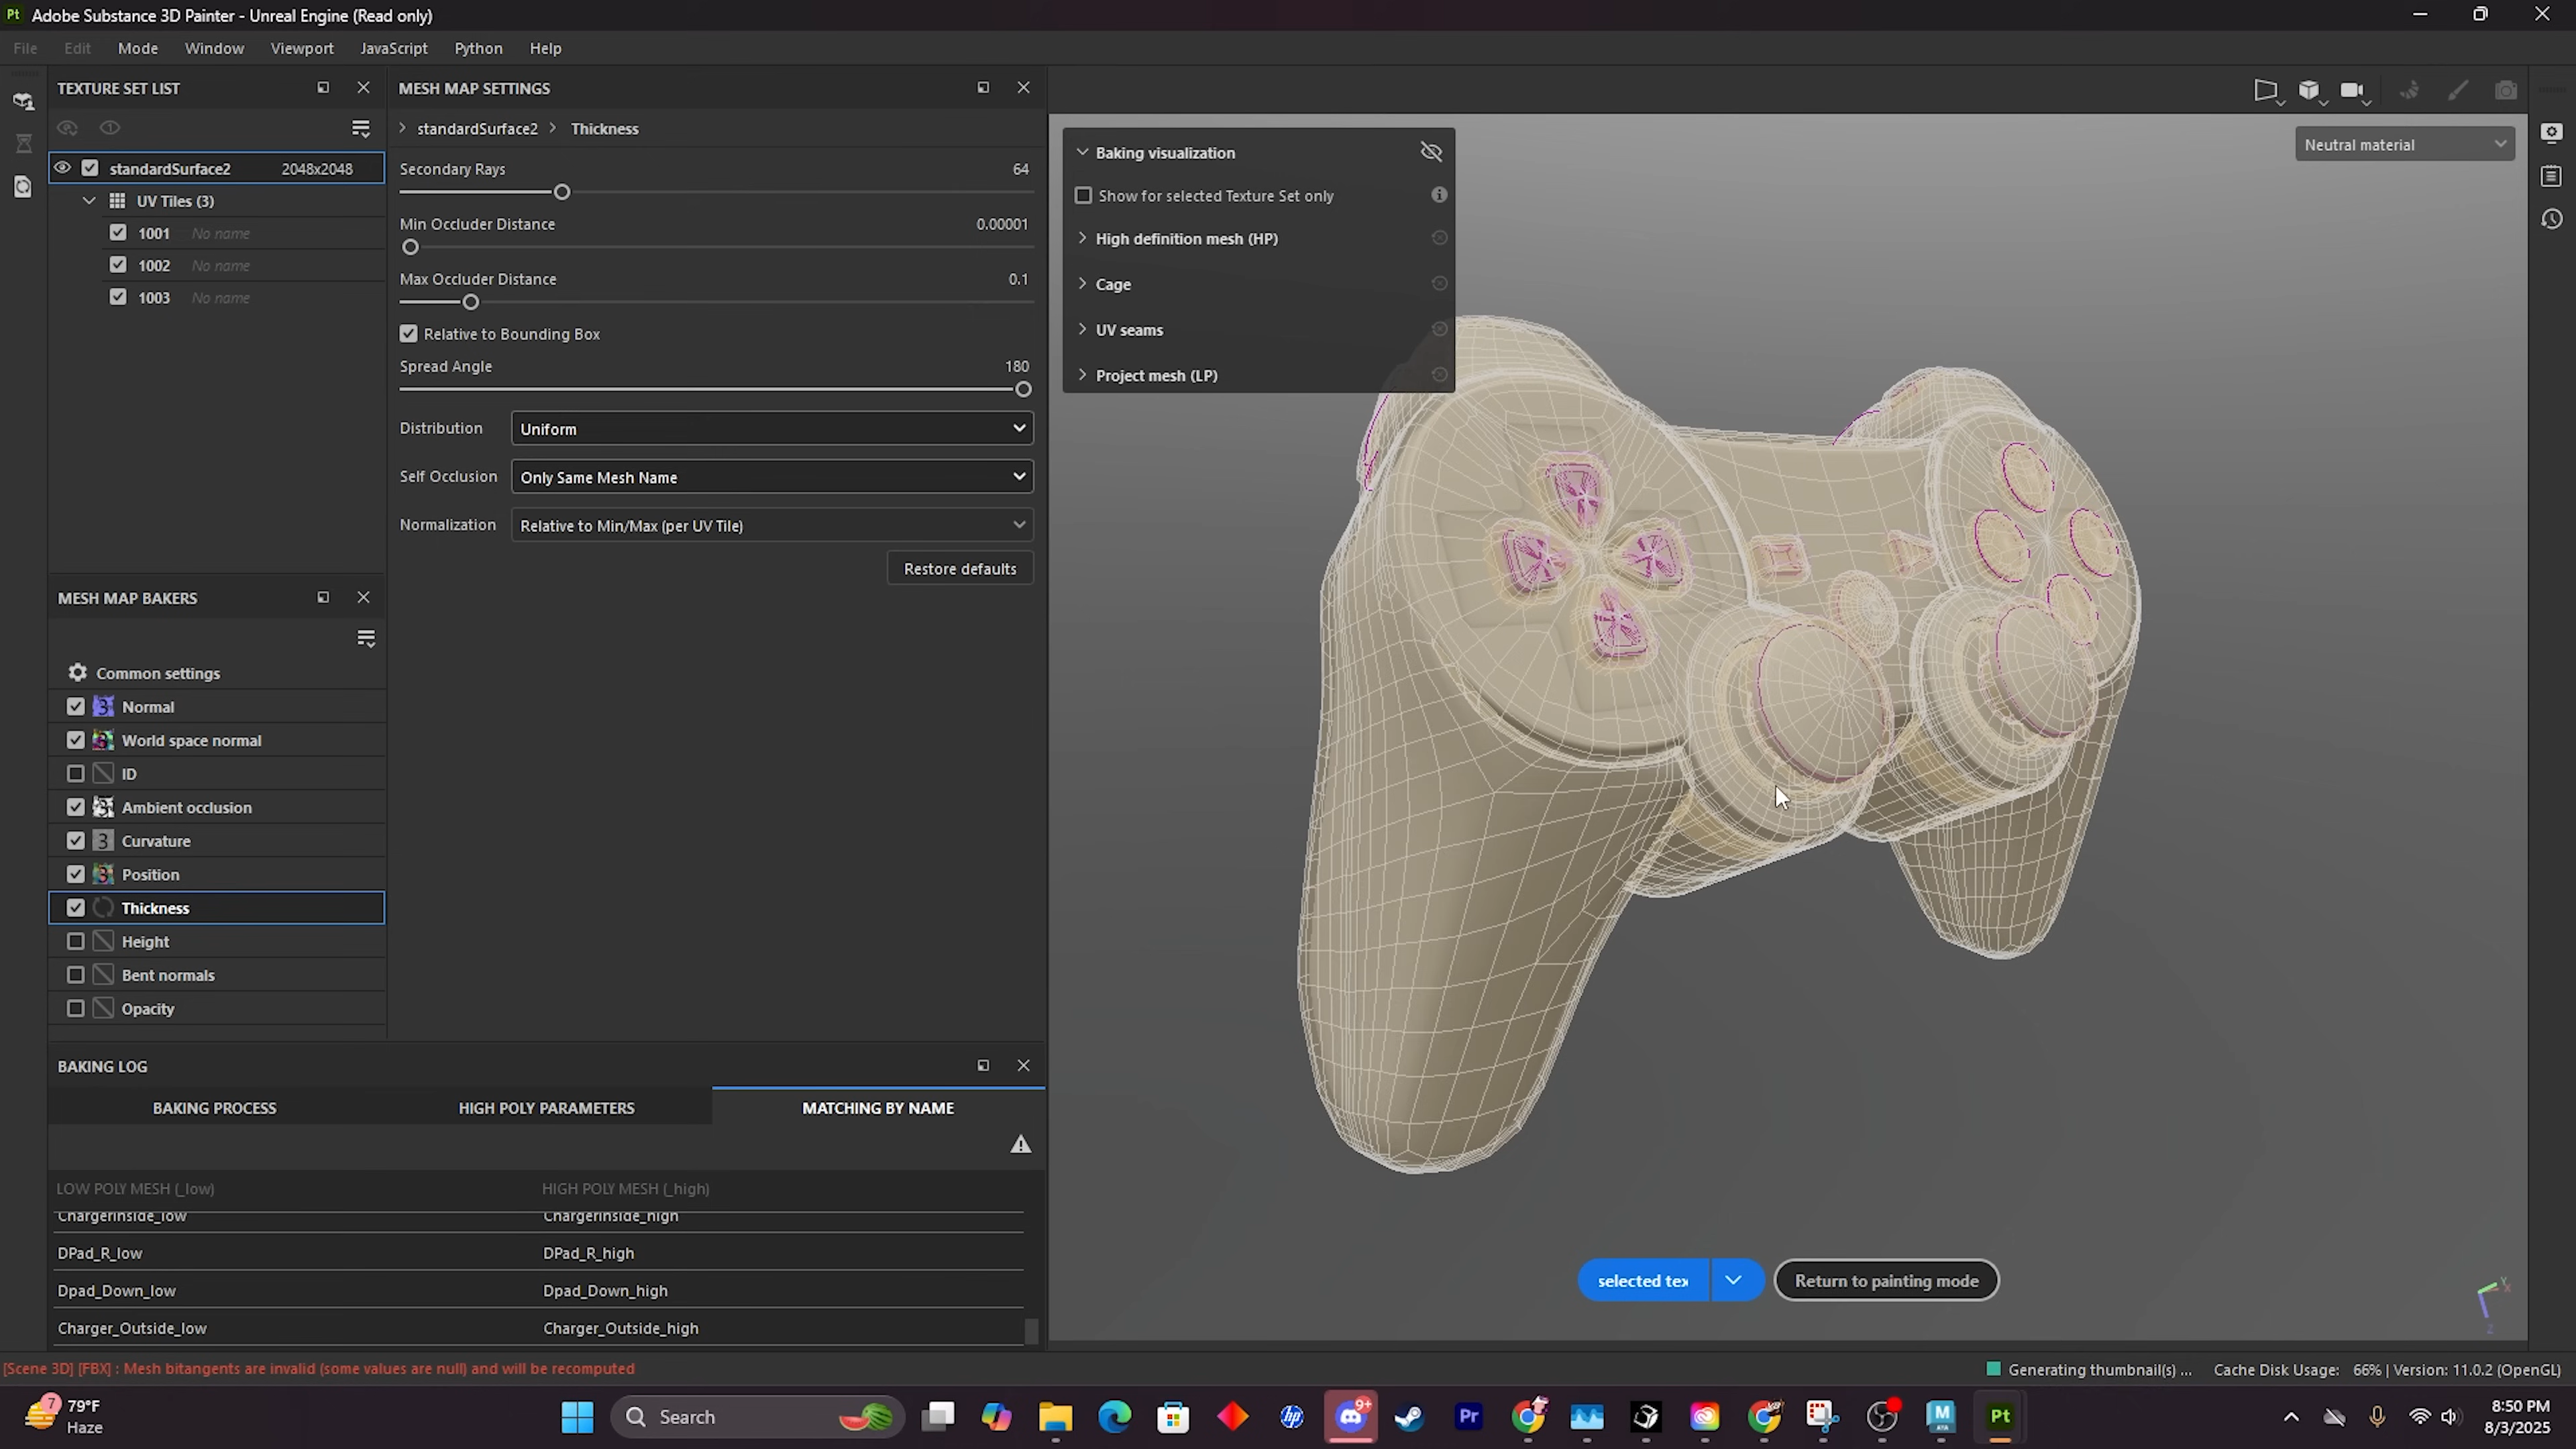 Pt Adobe Substance 3D Painter - Unreal Engine (Read only)
File Edit Mode Window Viewport JavaScript Python Help
TEXTURE SET LIST
standardSurface2 2048x2048
UV Tiles (3)
1001 No name
1002 No name
1003 No name
MESH MAP BAKERS
Common settings
Normal
World space normal
ID
Ambient occlusion
Curvature
Position
Thickness
Height
Bent normals
Opacity
MESH MAP SETTINGS
standardSurface2 > Thickness
Secondary Rays 64
Min Occluder Distance 0.00001
Max Occluder Distance 0.1
Relative to Bounding Box
Spread Angle 180
Distribution Uniform
Self Occlusion Only Same Mesh Name
Normalization Relative to Min/Max (per UV Tile)
Restore defaults
BAKING LOG
BAKING PROCESS HIGH POLY PARAMETERS MATCHING BY NAME
LOW POLY MESH (_low) HIGH POLY MESH (_high)
ChargerInside_low ChargerInside_high
DPad_R_low DPad_R_high
Dpad_Down_low Dpad_Down_high
Charger_Outside_low Charger_Outside_high
Baking visualization
Show for selected Texture Set only
High definition mesh (HP)
Cage
UV seams
Project mesh (LP)
Neutral material
selected tex
Return to painting mode
[Scene 3D] [FBX] : Mesh bitangents are invalid (some values are null) and will be recomputed
Generating thumbnail(s) ... Cache Disk Usage: 66% | Version: 11.0.2 (OpenGL)
7 79°F
Haze
Search
9+
Pr
M
Pt
8:50 PM
8/3/2025